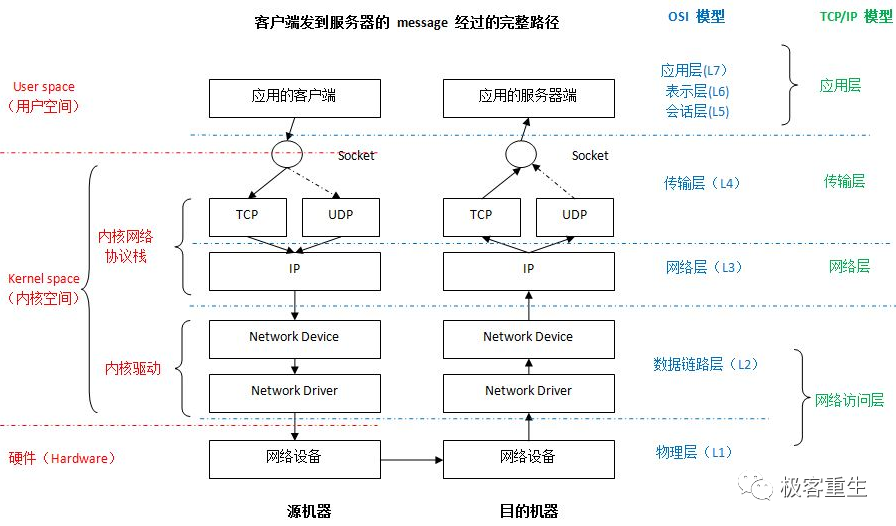 客户端发到服务器的 message 经过的完整路径
OSI 模型
TCP/IP 模型
User space
（用户空间）
应用的客户端
应用的服务器端
应用层(L7）
表示层(L6)
会话层(L5)
应用层
Socket
Socket
传输层（L4）
传输层
TCP
UDP
TCP
UDP
内核网络
协议栈
IP
IP
网络层（L3）
网络层
Kernel space
（内核空间）
Network Device
Network Device
内核驱动
数据链路层（L2）
Network Driver
Network Driver
网络访问层
硬件（Hardware）
网络设备
网络设备
物理层（L1）
极客重生
源机器
目的机器